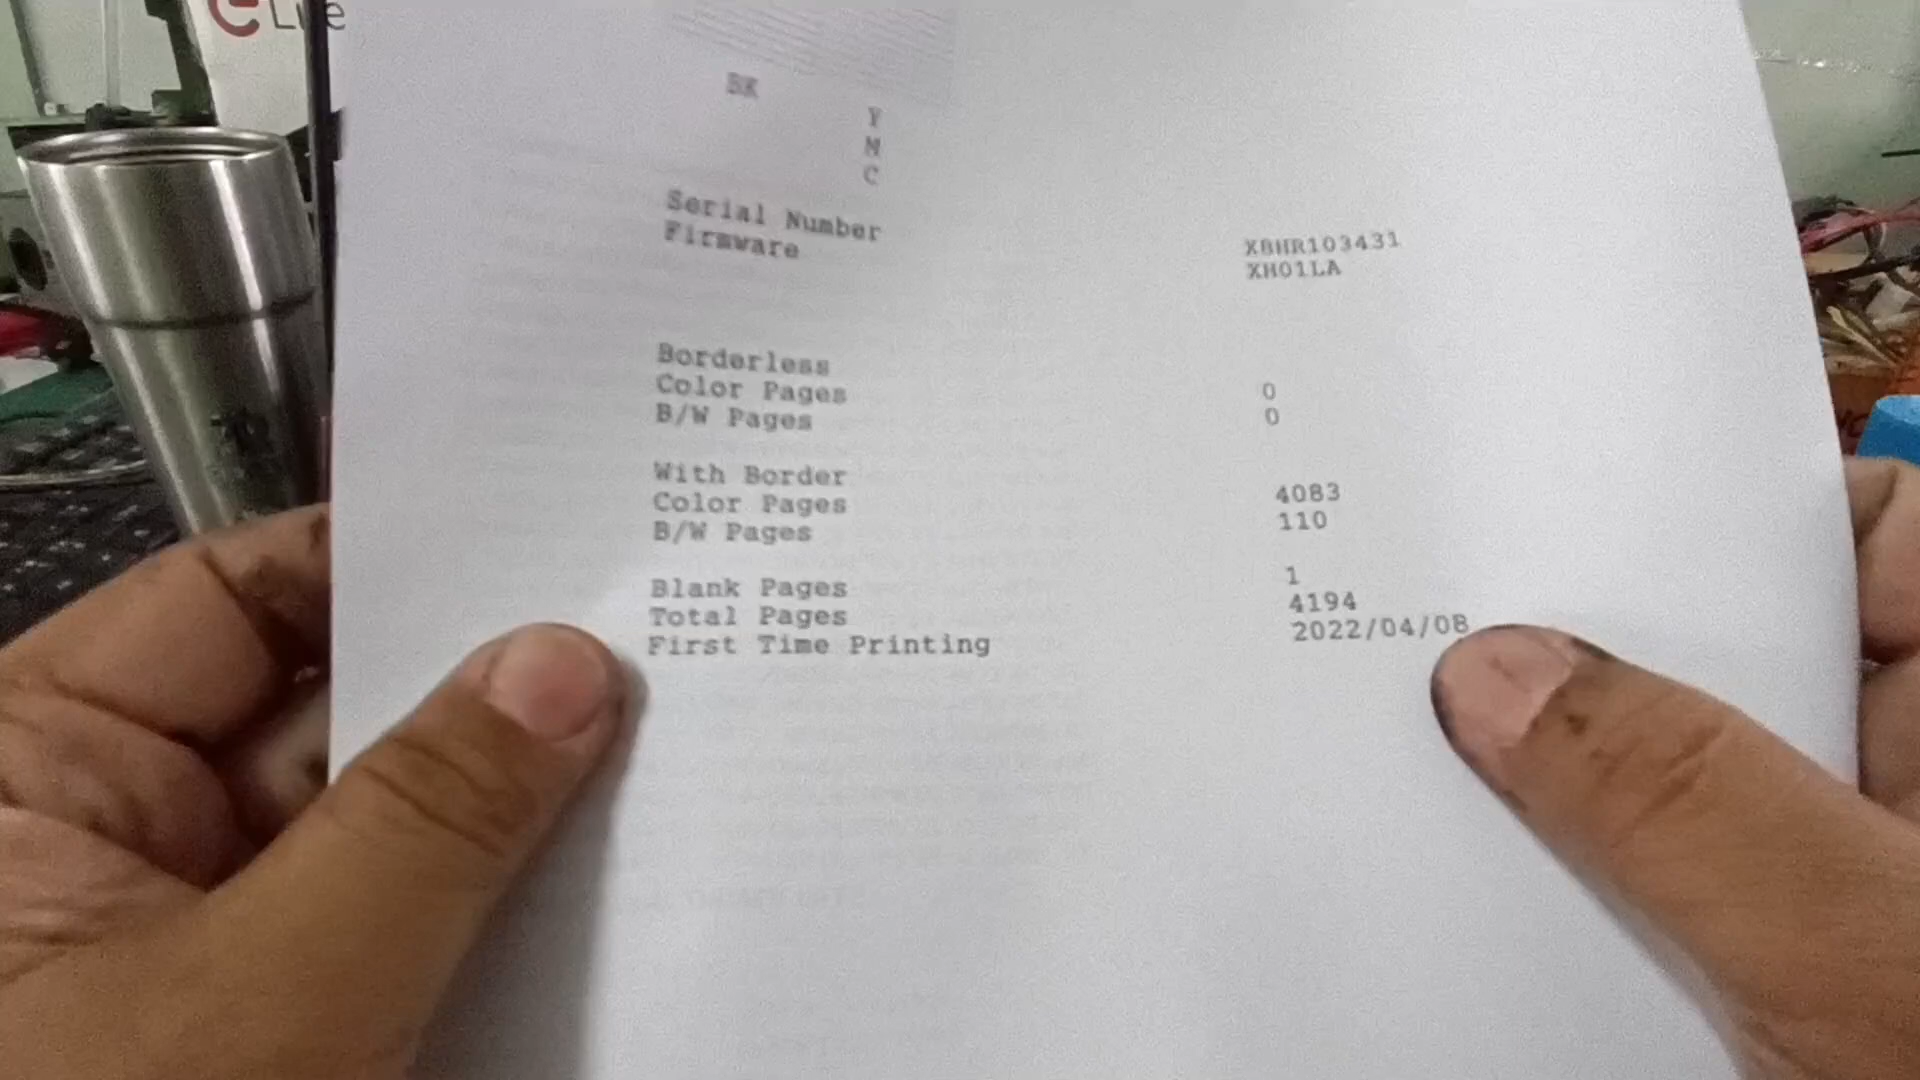 BK
Y
M
C
Serial Number X8HR103431
Firmware XH01LA
Borderless
Color Pages 0
B/W Pages 0
With Border
Color Pages 4083
B/W Pages 110
Blank Pages 1
Total Pages 4194
First Time Printing 2022/04/08